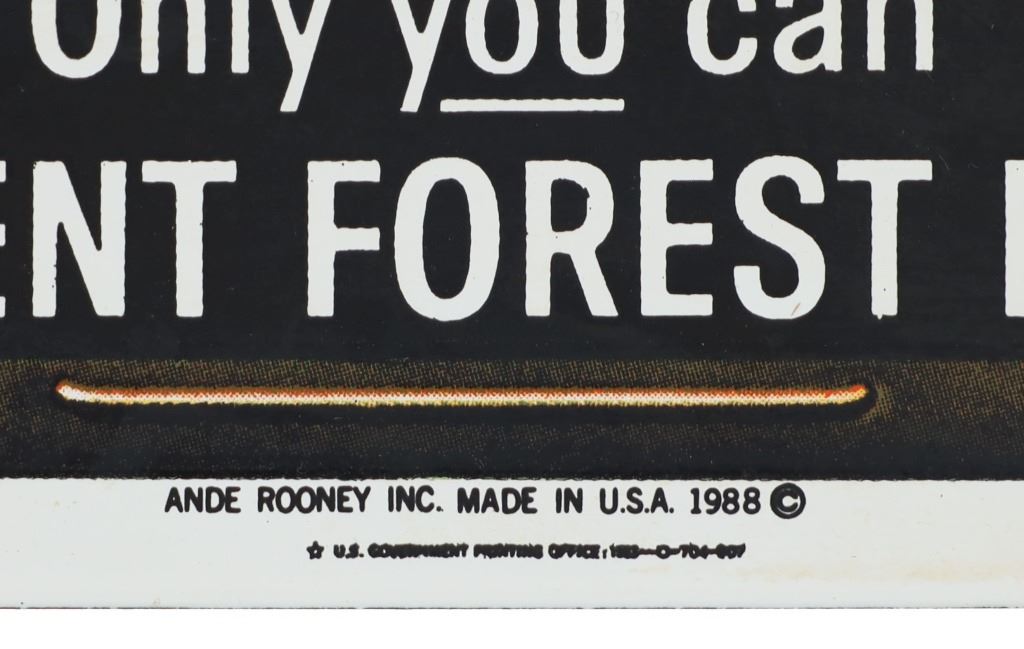 Only you can
ENT FOREST
ANDE ROONEY INC. MADE IN U.S.A. 1988 ©
☆ U.S. GOVERNMENT PRINTING OFFICE: